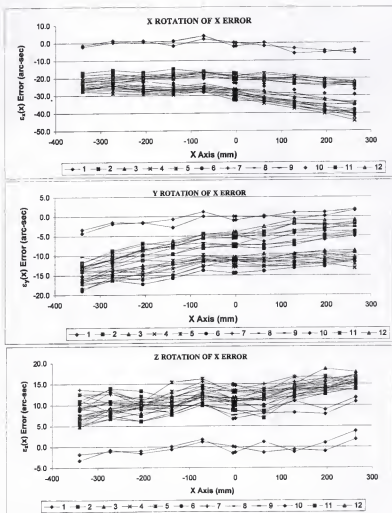 X ROTATION OF X ERROR
εx(x) Error (arc-sec)
20.0
10.0
0.0
-10.0
-20.0
-30.0
-40.0
-50.0
-400 -300 -200 -100 0 100 200 300
X Axis (mm)
1 2 3 4 5 6 7 8 9 10 11 12
Y ROTATION OF X ERROR
εy(x) Error (arc-sec)
5.0
0.0
-5.0
-10.0
-15.0
-20.0
-400 -300 -200 -100 0 100 200 300
X Axis (mm)
1 2 3 4 5 6 7 8 9 10 11 12
Z ROTATION OF X ERROR
εz(x) Error (arc-sec)
20.0
15.0
10.0
5.0
0.0
-5.0
-400 -300 -200 -100 0 100 200 300
X Axis (mm)
1 2 3 4 5 6 7 8 9 10 11 12